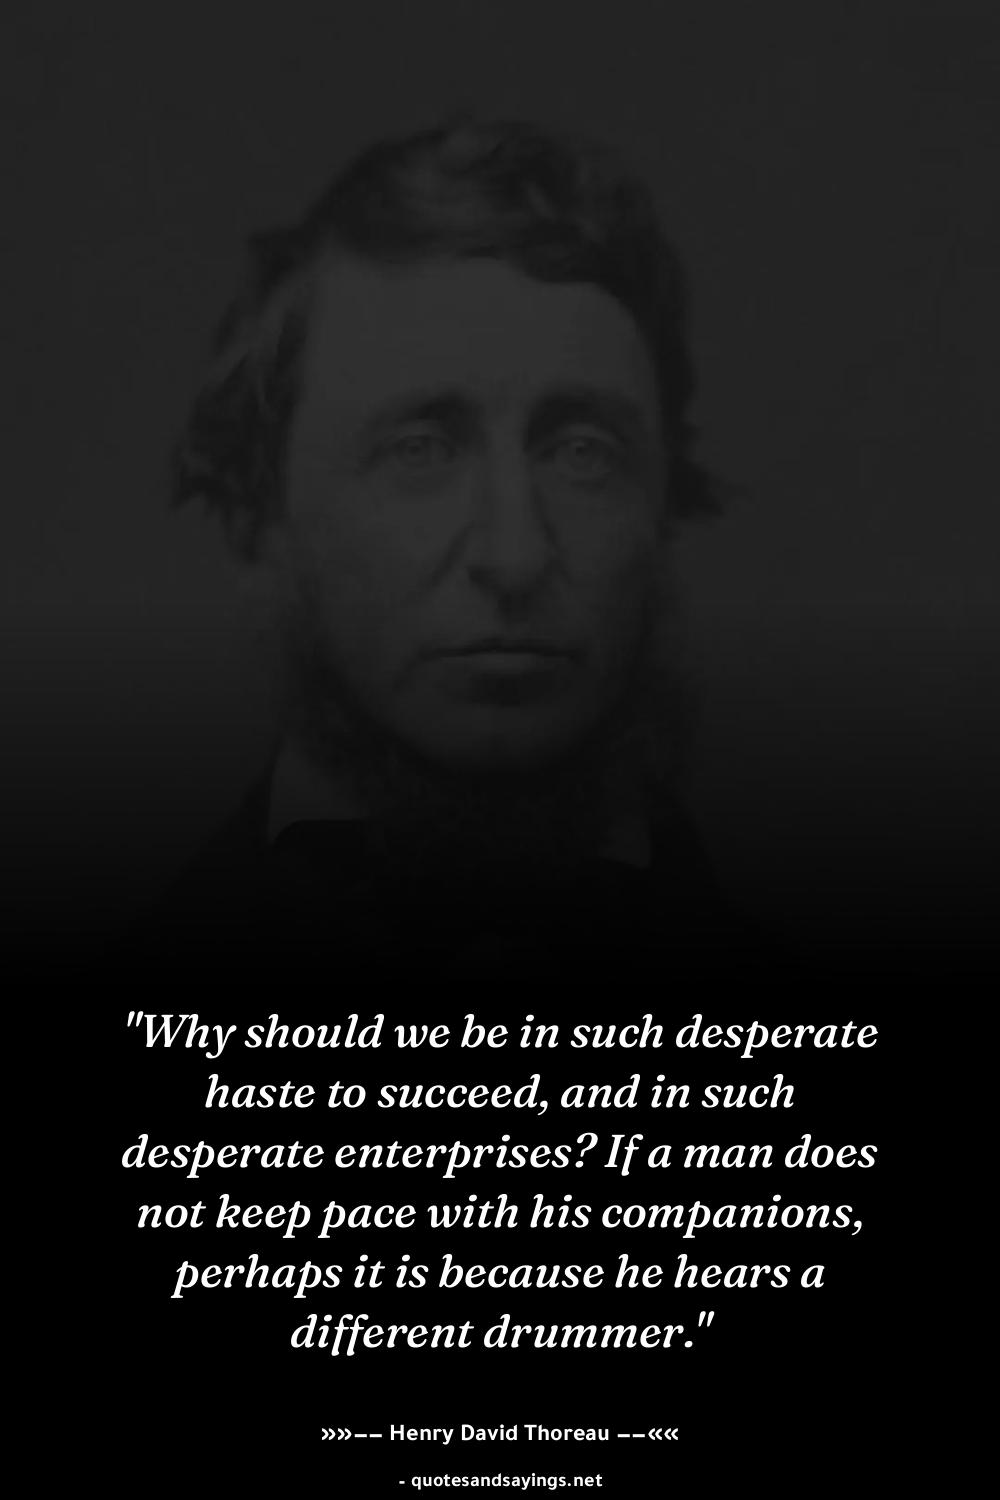 "Why should we be in such desperate
haste to succeed, and in such
desperate enterprises? If a man does
not keep pace with his companions,
perhaps it is because he hears a
different drummer."
»»–– Henry David Thoreau ––««
- quotesandsayings.net